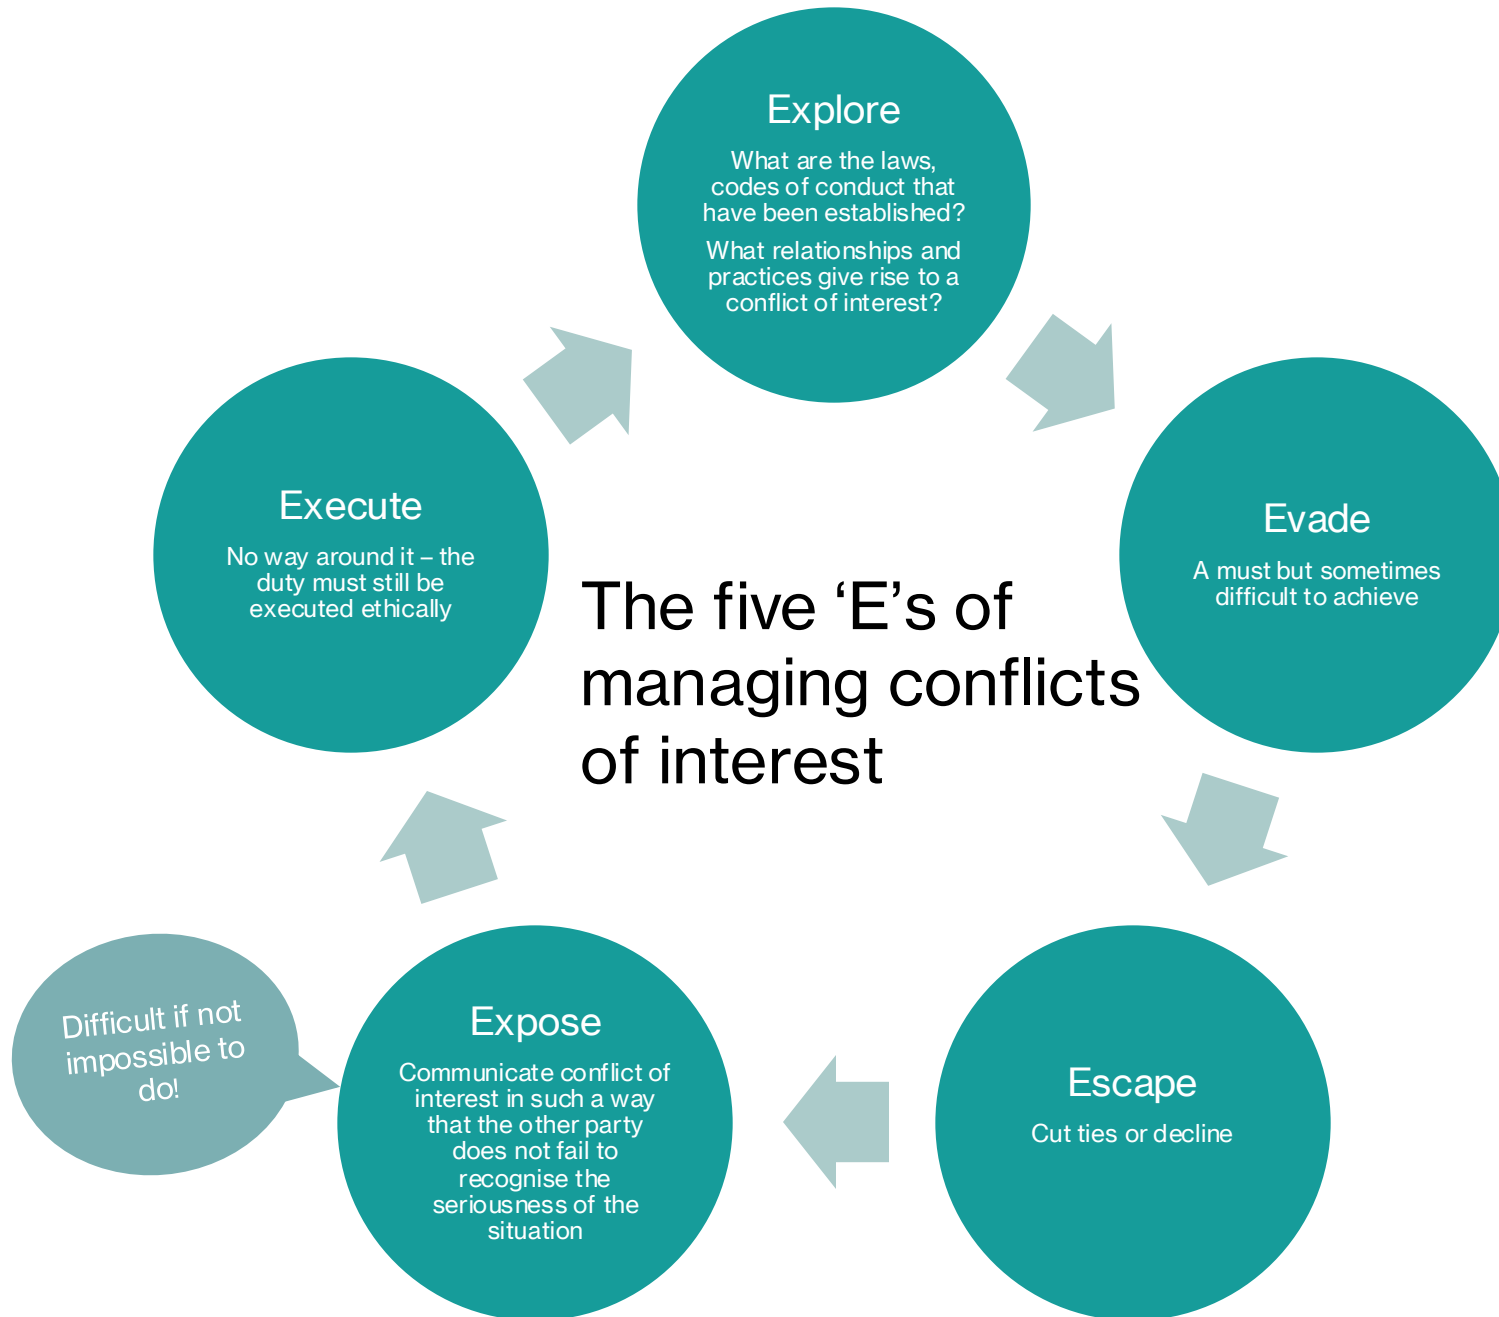 Explore
What are the laws,
codes of conduct that
have been established?
What relationships and
practices give rise to a
conflict of interest?
Evade
A must but sometimes
difficult to achieve
Escape
Cut ties or decline
Expose
Communicate conflict of
interest in such a way
that the other party
does not fail to
recognise the
seriousness of the
situation
Difficult if not
impossible to
do!
Execute
No way around it – the
duty must still be
executed ethically
The five ‘E’s of
managing conflicts
of interest